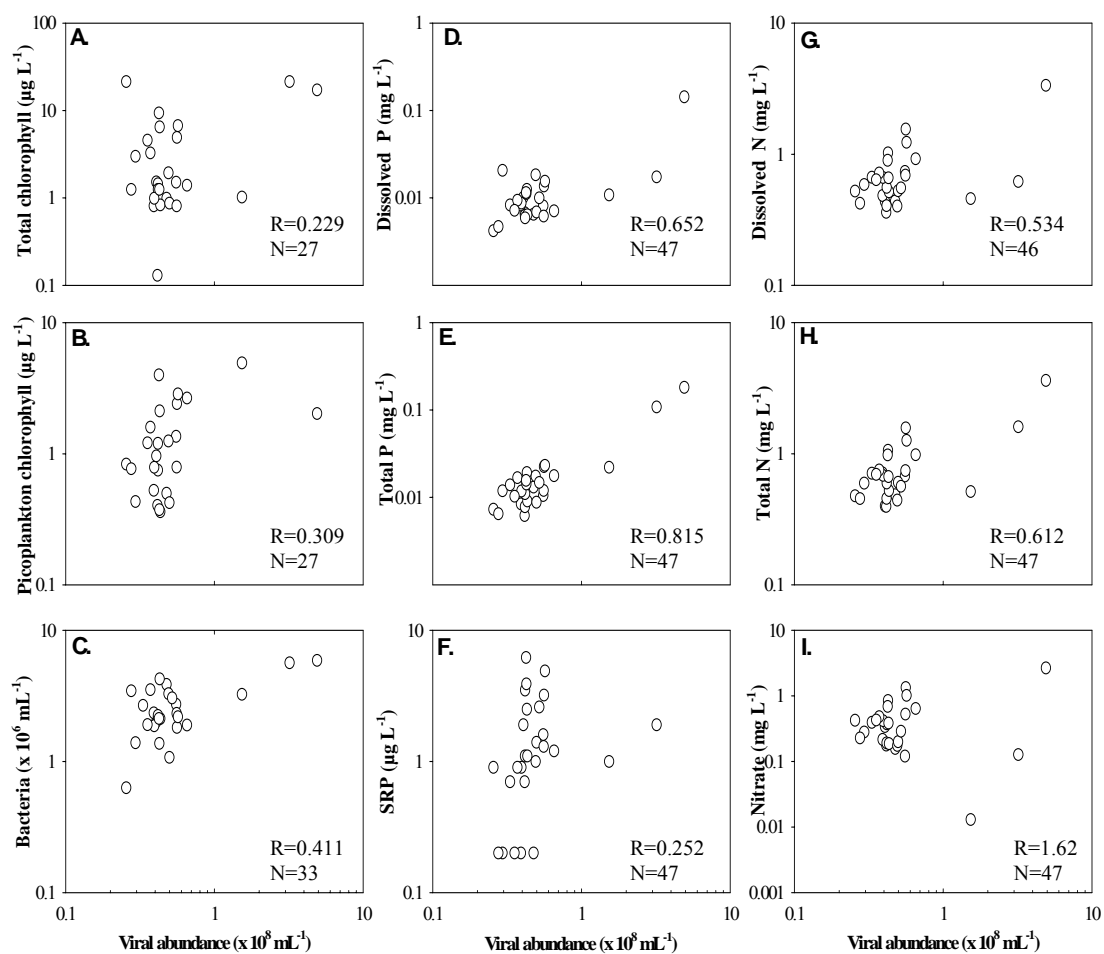 A.
Total chlorophyll (µg L⁻¹)
100
10
1
0.1
R=0.229
N=27
D.
Dissolved P (mg L⁻¹)
1
0.1
0.01
R=0.652
N=47
G.
Dissolved N (mg L⁻¹)
10
1
0.1
R=0.534
N=46
B.
Picoplankton chlorophyll (µg L⁻¹)
10
1
0.1
R=0.309
N=27
E.
Total P (mg L⁻¹)
1
0.1
0.01
R=0.815
N=47
H.
Total N (mg L⁻¹)
10
1
0.1
R=0.612
N=47
C.
Bacteria (x 10⁶ mL⁻¹)
10
1
0.1
R=0.411
N=33
0.1 1 10
Viral abundance (x 10⁸ mL⁻¹)
F.
SRP (µg L⁻¹)
10
1
0.1
R=0.252
N=47
0.1 1 10
Viral abundance (x 10⁸ mL⁻¹)
I.
Nitrate (mg L⁻¹)
10
1
0.1
0.01
0.001
R=1.62
N=47
0.1 1 10
Viral abundance (x 10⁸ mL⁻¹)